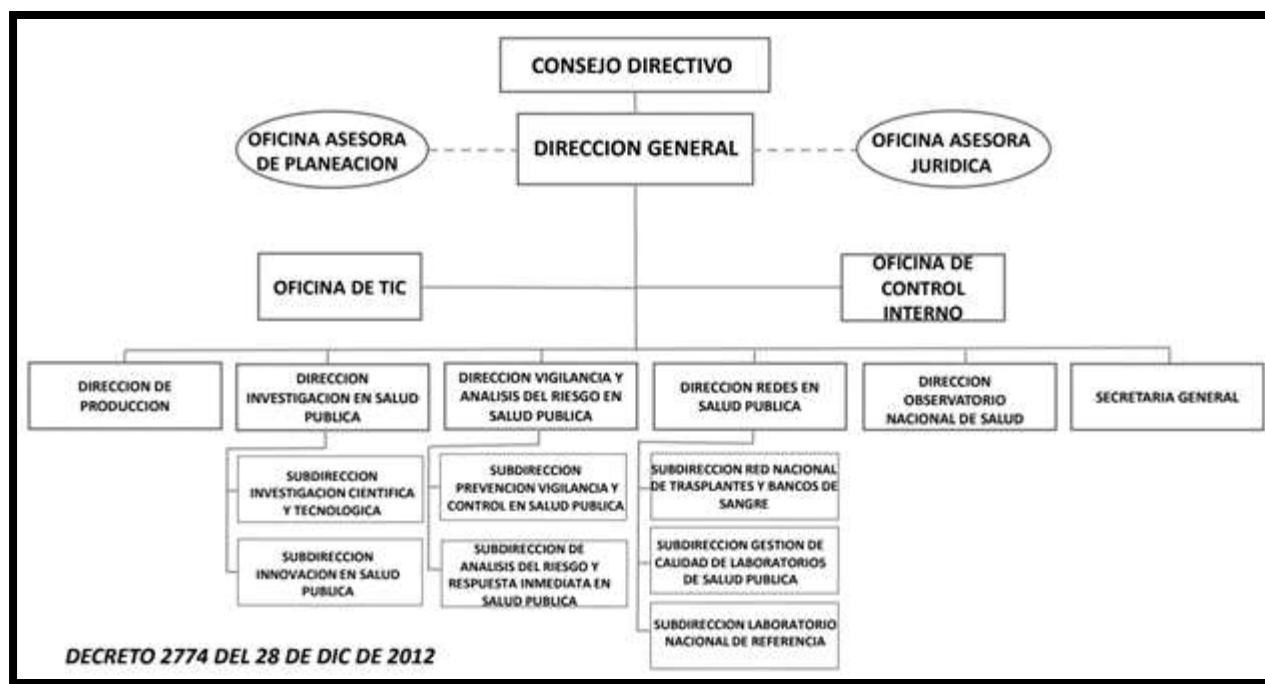 CONSEJO DIRECTIVO
OFICINA ASESORA
DE PLANEACION
DIRECCION GENERAL
OFICINA ASESORA
JURIDICA
OFICINA DE TIC
OFICINA DE
CONTROL
INTERNO
DIRECCION DE
PRODUCCION
DIRECCION
INVESTIGACION EN SALUD
PUBLICA
DIRECCION VIGILANCIA Y
ANALISIS DEL RIESGO EN
SALUD PUBLICA
DIRECCION REDES EN
SALUD PUBLICA
DIRECCION
OBSERVATORIO
NACIONAL DE SALUD
SECRETARIA GENERAL
SUBDIRECCION
INVESTIGACION CIENTIFICA
Y TECNOLOGICA
SUBDIRECCION
PREVENCION VIGILANCIA Y
CONTROL EN SALUD PUBLICA
SUBDIRECCION RED NACIONAL
DE TRASPLANTES Y BANCOS DE
SANGRE
SUBDIRECCION
INNOVACION EN SALUD
PUBLICA
SUBDIRECCION DE
ANALISIS DEL RIESGO Y
RESPUESTA INMEDIATA EN
SALUD PUBLICA
SUBDIRECCION GESTION DE
CALIDAD DE LABORATORIOS
DE SALUD PUBLICA
SUBDIRECCION LABORATORIO
NACIONAL DE REFERENCIA
DECRETO 2774 DEL 28 DE DIC DE 2012